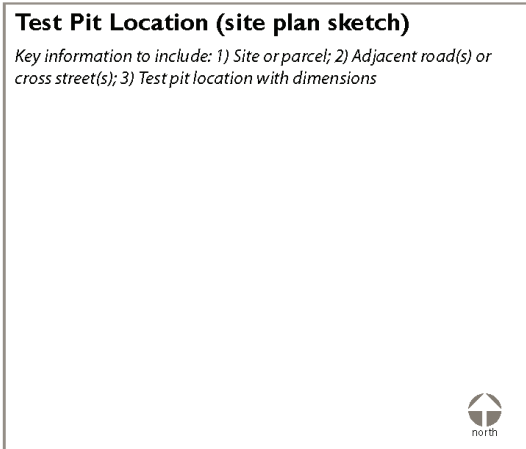 Test Pit Location (site plan sketch)
Key information to include: 1) Site or parcel; 2) Adjacent road(s) or
cross street(s); 3) Test pit location with dimensions
north